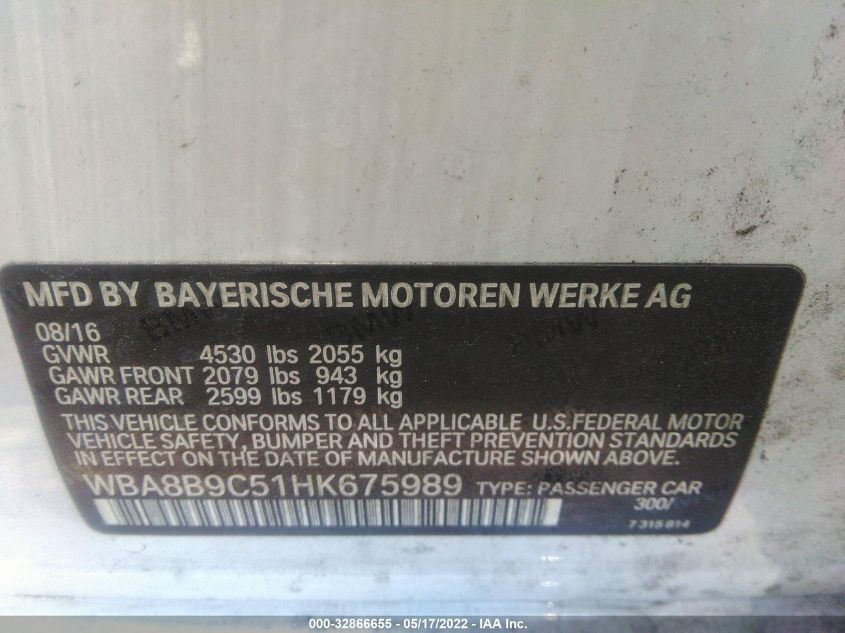 MFD BY BAYERISCHE MOTOREN WERKE AG
08/16
GVWR 4530 lbs 2055 kg
GAWR FRONT 2079 lbs 943 kg
GAWR REAR 2599 lbs 1179 kg
THIS VEHICLE CONFORMS TO ALL APPLICABLE U.S.FEDERAL MOTOR
VEHICLE SAFETY, BUMPER AND THEFT PREVENTION STANDARDS
IN EFFECT ON THE DATE OF MANUFACTURE SHOWN ABOVE.
WBA8B9C51HK675989 TYPE: PASSENGER CAR
300/
7 315 814
000-32866655 - 05/17/2022 - IAA Inc.